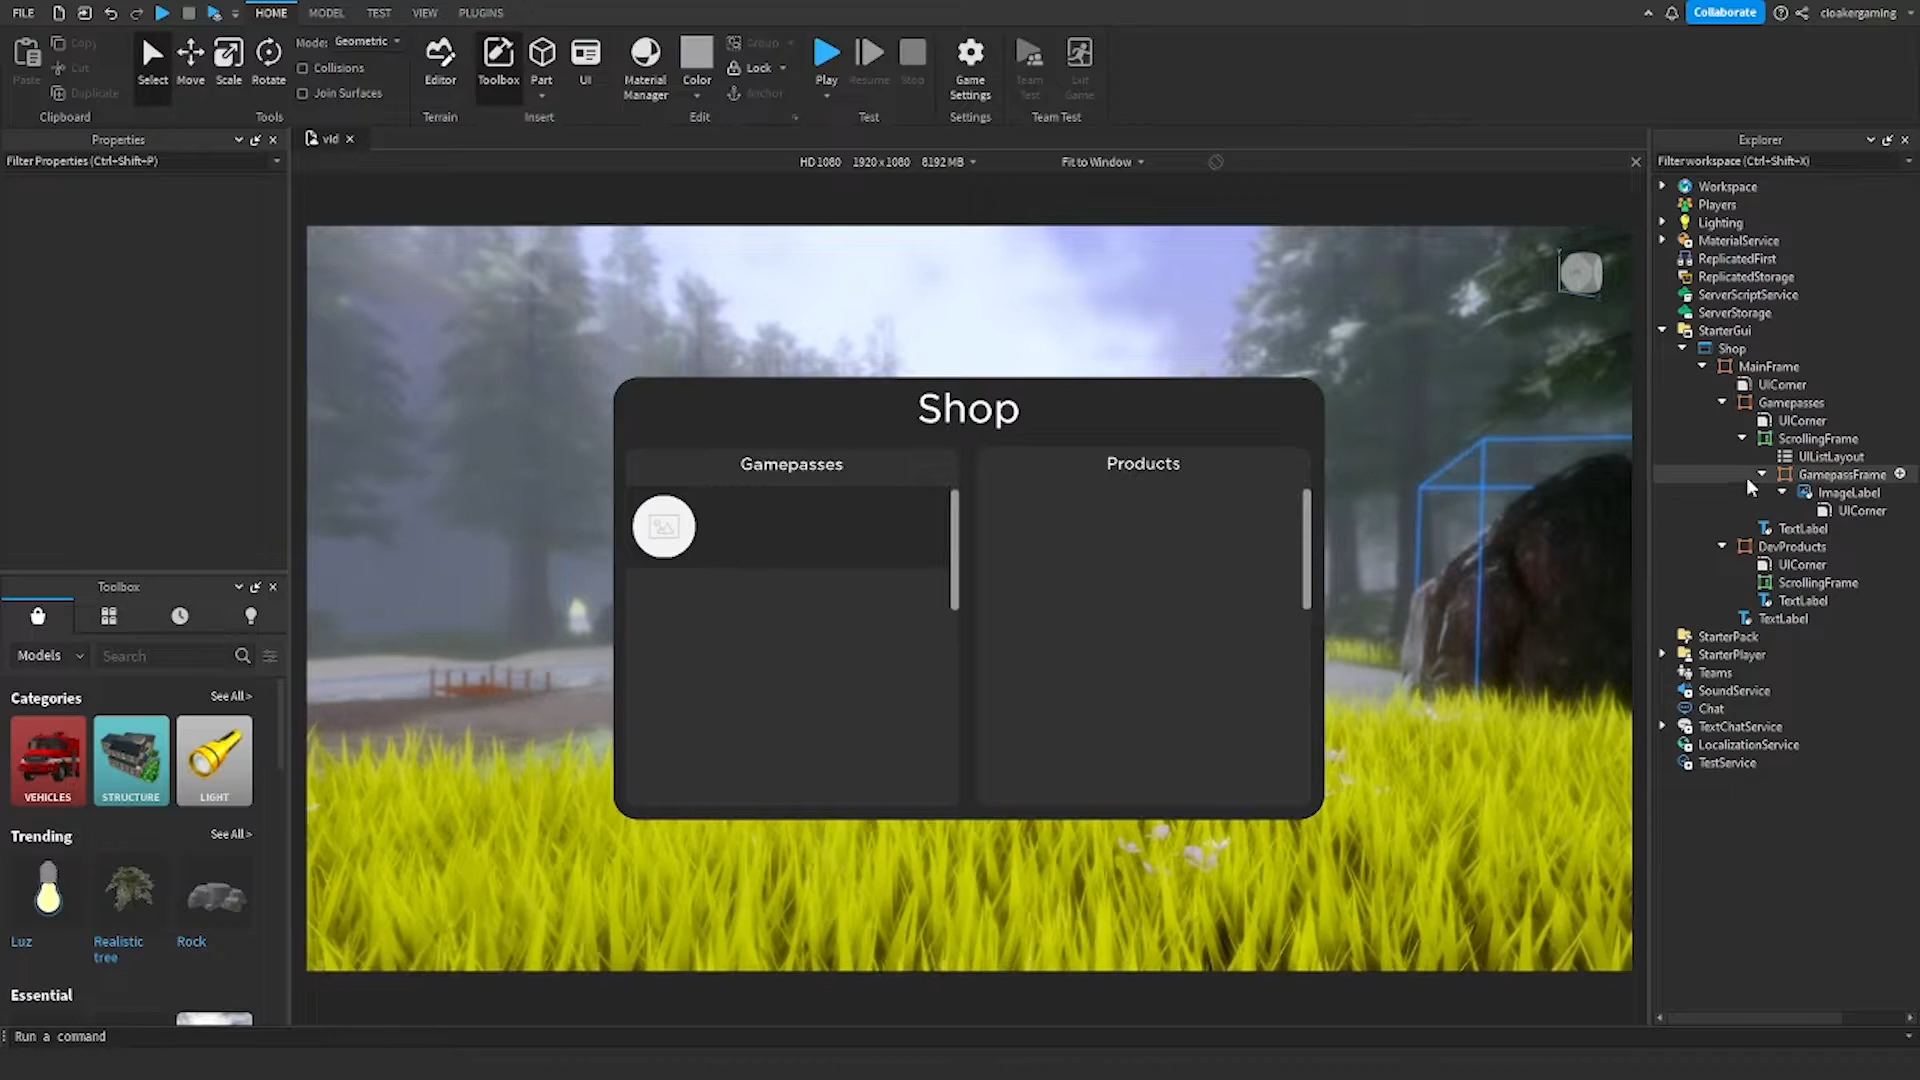 FILE
HOME
MODEL
TEST
VIEW
PLUGINS
Collaborate
cloakergaming
Paste
Copy
Cut
Duplicate
Clipboard
Select
Move
Scale
Rotate
Mode: Geometric
Collisions
Join Surfaces
Tools
Editor
Terrain
Toolbox
Part
UI
Insert
Material Manager
Color
Group
Lock
Anchor
Edit
Play
Resume
Stop
Test
Game Settings
Settings
Team Test
Exit Game
Team Test
Properties
Filter Properties (Ctrl+Shift+P)
vid
HD 1080 1920 x 1080 8192 MB
Fit to Window
Shop
Gamepasses
Products
Toolbox
Models
Search
Categories
See All >
VEHICLES
STRUCTURE
LIGHT
Trending
See All >
Luz
Realistic tree
Rock
Essential
Run a command
Explorer
Filter workspace (Ctrl+Shift+X)
Workspace
Players
Lighting
MaterialService
ReplicatedFirst
ReplicatedStorage
ServerScriptService
ServerStorage
StarterGui
Shop
MainFrame
UICorner
Gamepasses
UICorner
ScrollingFrame
UIListLayout
GamepassFrame
ImageLabel
UICorner
TextLabel
DevProducts
UICorner
ScrollingFrame
TextLabel
TextLabel
StarterPack
StarterPlayer
Teams
SoundService
Chat
TextChatService
LocalizationService
TestService